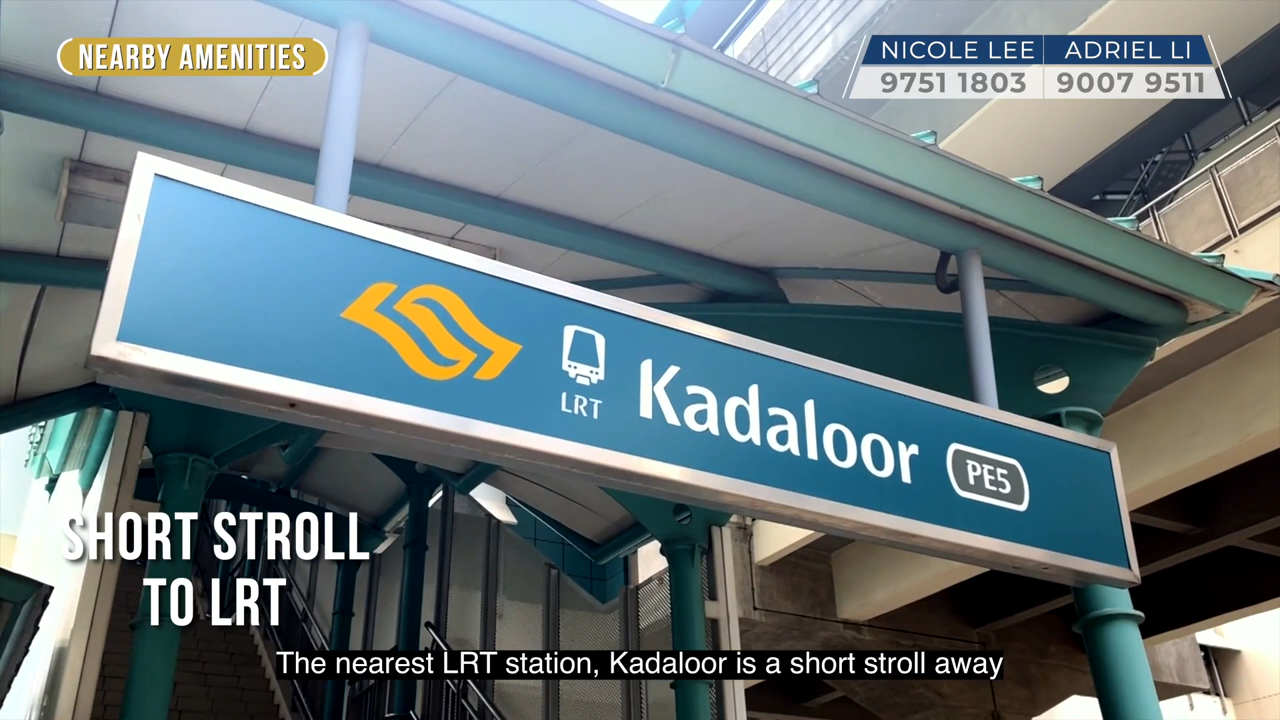 NEARBY AMENITIES
NICOLE LEE ADRIEL LI
9751 1803 9007 9511
LRT
Kadaloor PE5
SHORT STROLL
TO LRT
The nearest LRT station, Kadaloor is a short stroll away